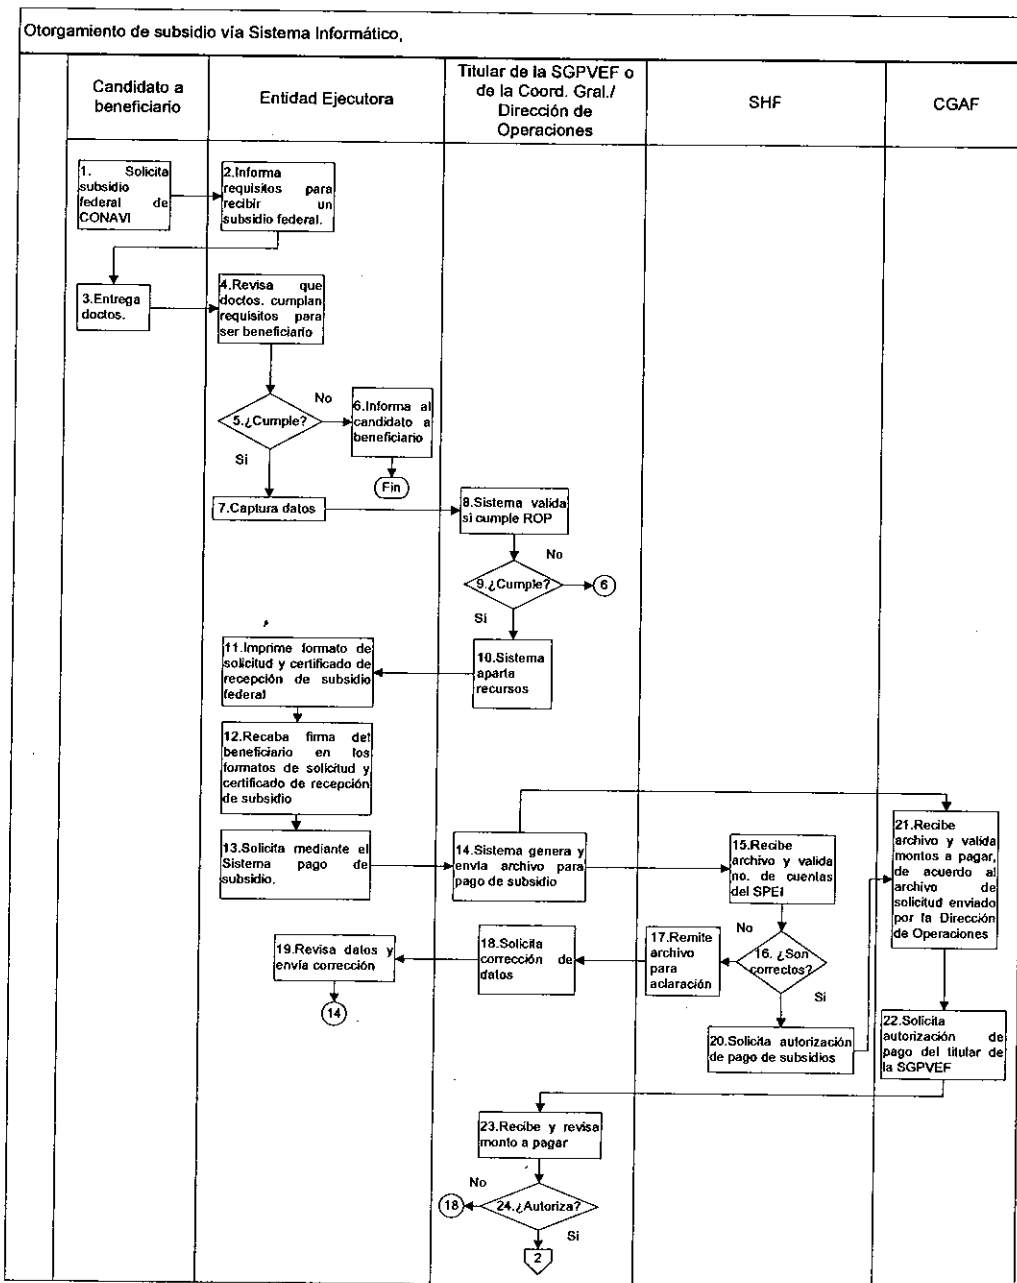 Otorgamiento de subsidio vía Sistema Informático,
Candidato a
beneficiario
Entidad Ejecutora
Titular de la SGPVEF o
de la Coord. Gral./
Dirección de
Operaciones
SHF
CGAF
1. Solicita
subsidio
federal de
CONAVI
2.Informa
requisitos para
recibir un
subsidio federal.
3.Entrega
doctos.
4.Revisa que
doctos. cumplan
requisitos para
ser beneficiario
5.¿Cumple?
No
Si
6.Informa al
candidato a
beneficiario
Fin
7.Captura datos
8.Sistema valida
si cumple ROP
No
9.¿Cumple?
6
Si
10.Sistema
aparta
recursos
11.Imprime formato de
solicitud y certificado de
recepción de subsidio
federal
12.Recaba firma del
beneficiario en los
formatos de solicitud y
certificado de recepción
de subsidio
13.Solicita mediante el
Sistema pago de
subsidio.
14.Sistema genera y
envía archivo para
pago de subsidio
15.Recibe
archivo y valida
no. de cuentas
del SPEI
No
16. ¿Son
correctos?
Si
17.Remite
archivo
para
aclaración
18.Solicita
corrección de
datos
19.Revisa datos y
envía corrección
14
20.Solicita autorización
de pago de subsidios
21.Recibe
archivo y valida
montos a pagar,
de acuerdo al
archivo de
solicitud enviado
por la Dirección
de Operaciones
22.Solicita
autorización de
pago del titular de
la SGPVEF
23.Recibe y revisa
monto a pagar
No
18
24.¿Autoriza?
Si
2